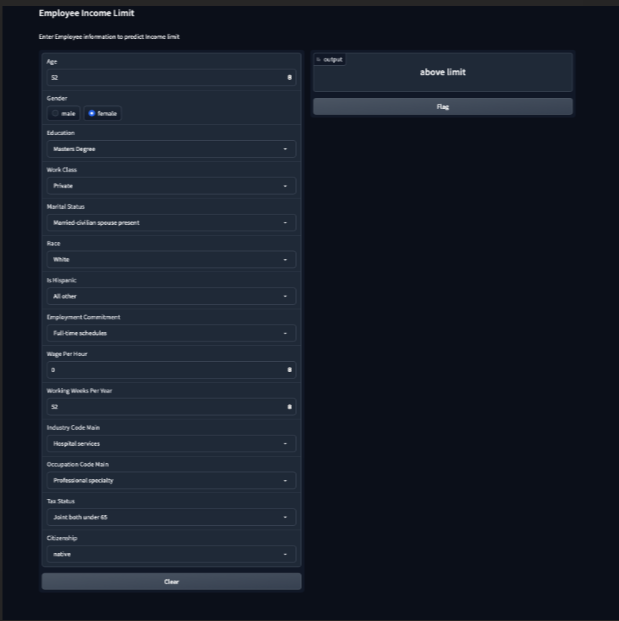 Employee Income Limit
Enter Employee information to predict Income limit
Age
52
Gender
male female
Education
Masters Degree
Work Class
Private
Marital Status
Married-civilian spouse present
Race
White
Is Hispanic
All other
Employment Commitment
Full-time schedules
Wage Per Hour
0
Working Weeks Per Year
52
Industry Code Main
Hospital services
Occupation Code Main
Professional specialty
Tax Status
Joint both under 65
Citizenship
native
Clear
output
above limit
Flag